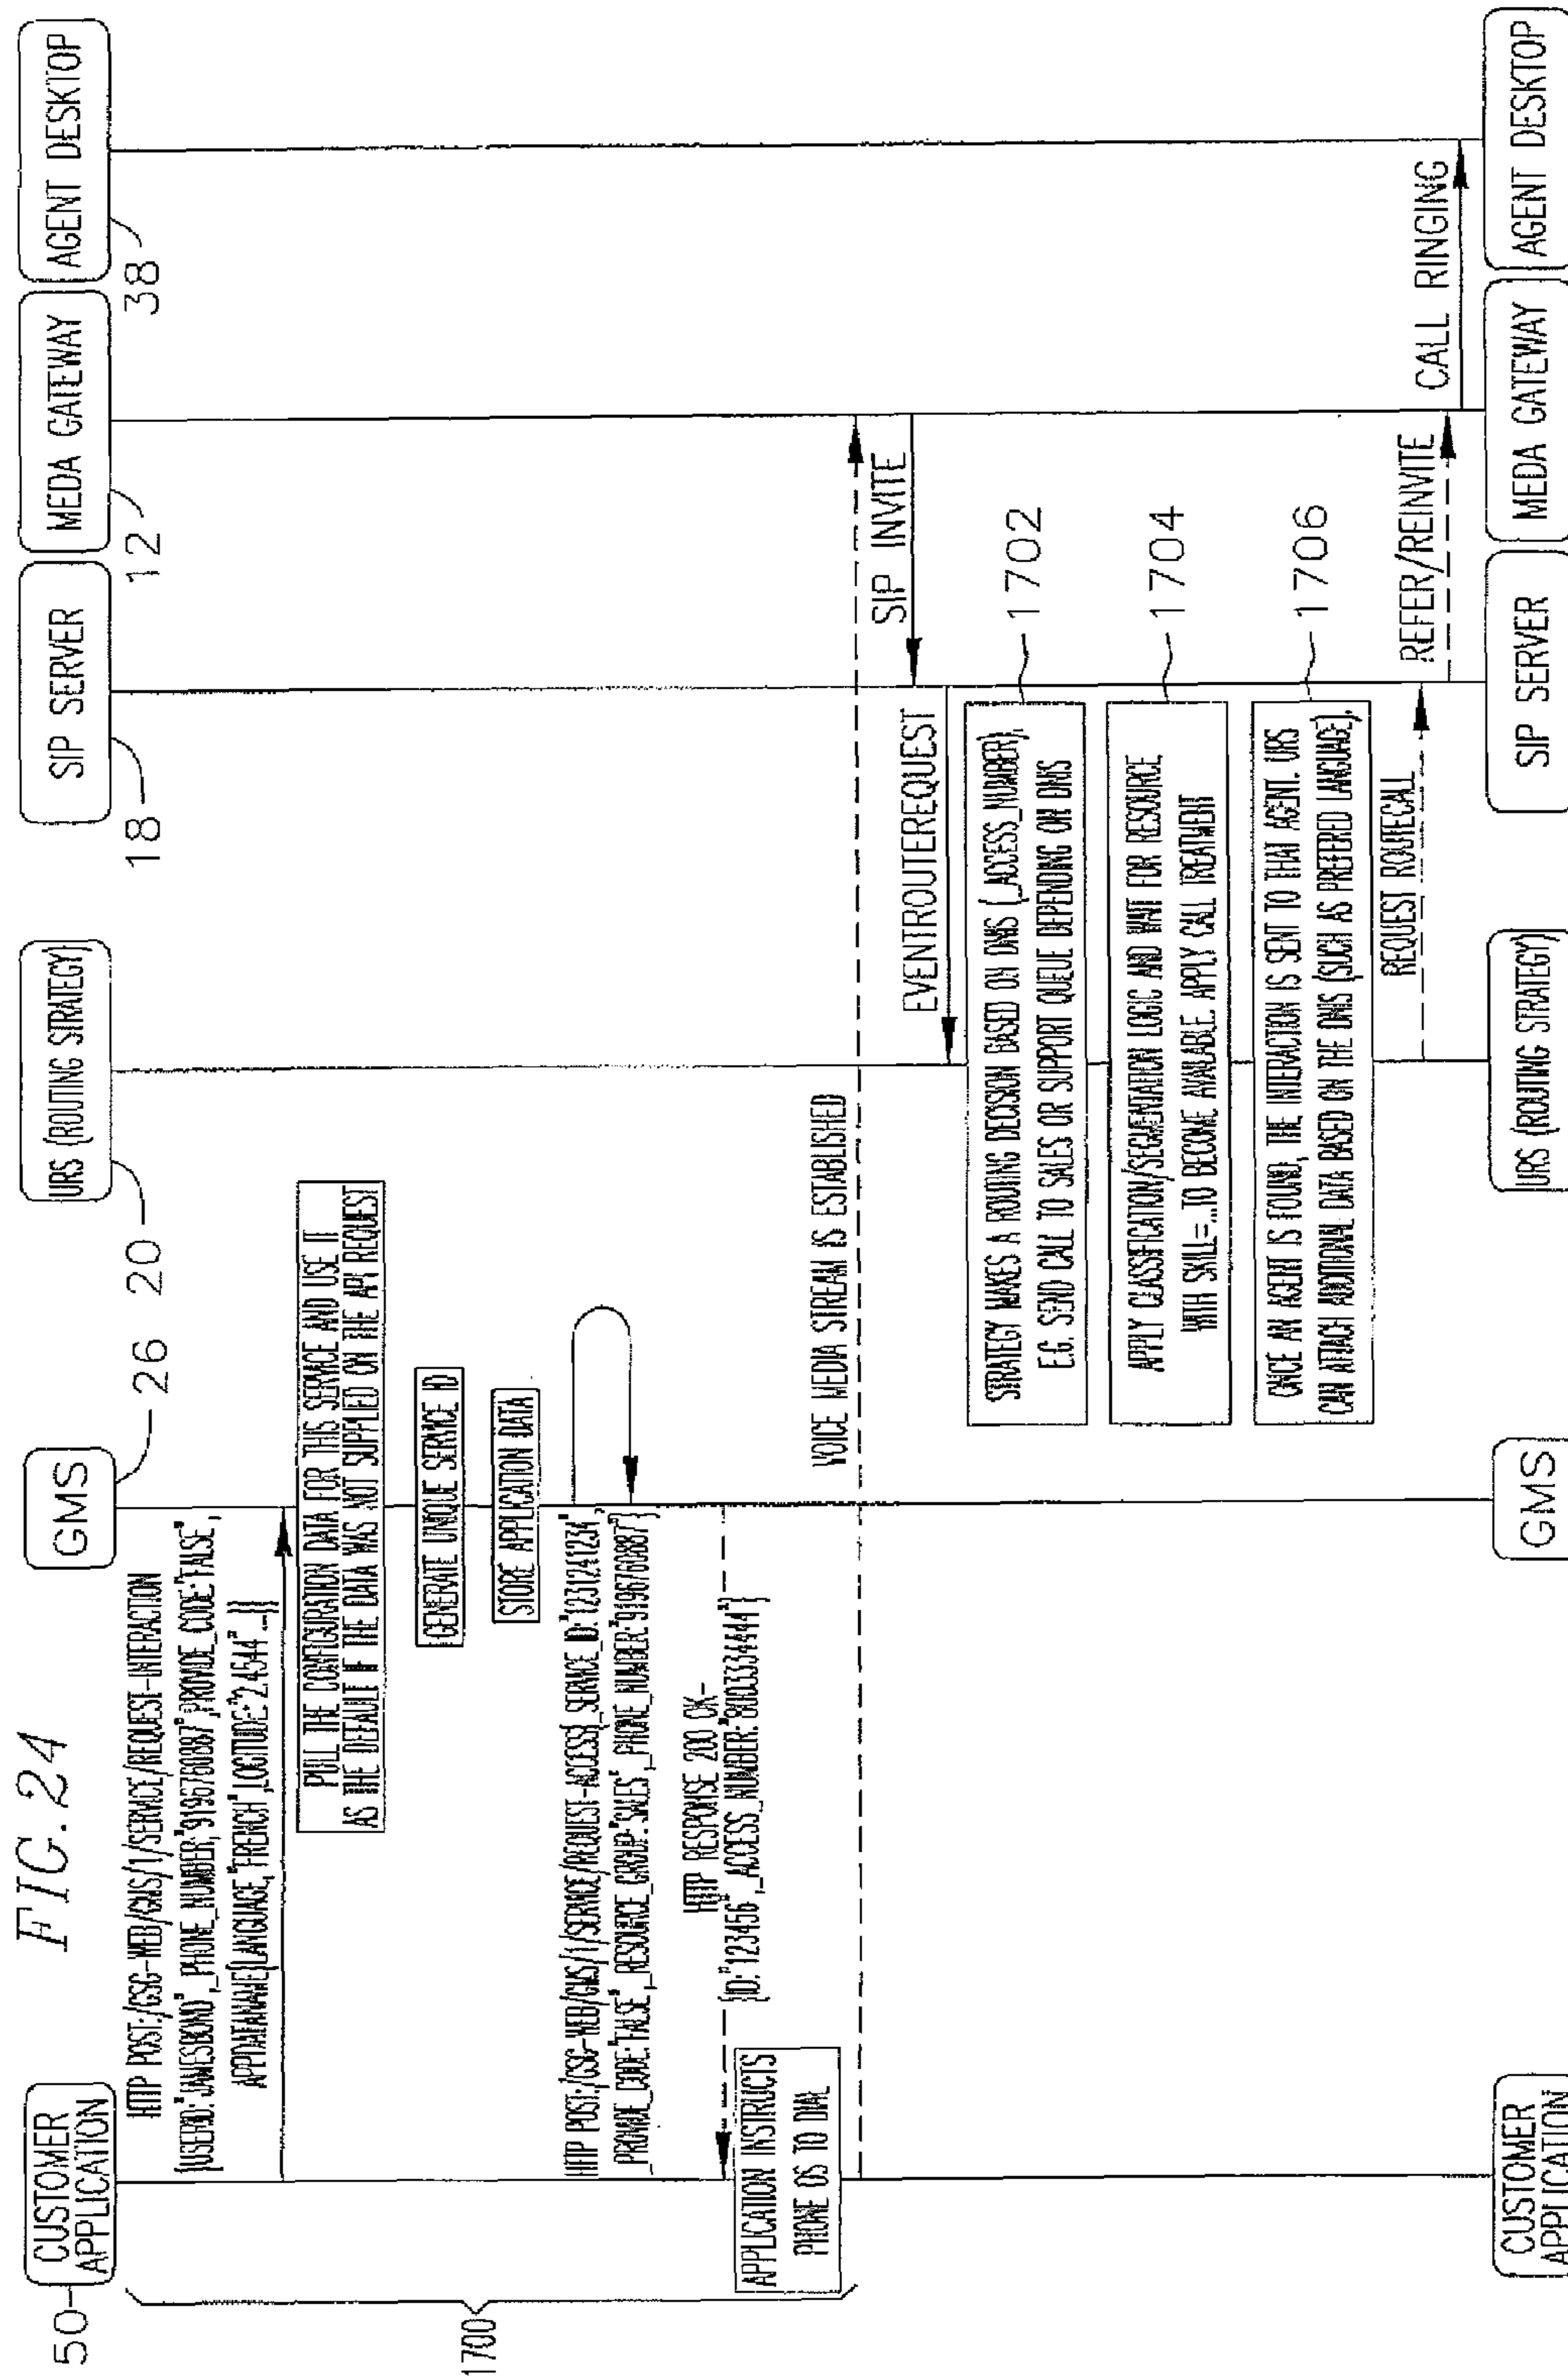 FIG. 24
50
CUSTOMER
APPLICATION
GMS
26
URS (ROUTING STRATEGY)
20
SIP SERVER
18
MEDA GATEWAY
12
AGENT DESKTOP
38
HTTP POST:/GSG-WEB/GMS/1/SERVICE/REQUEST-INTERACTION
{USERID:"JAMESBOND",_PHONE_NUMBER,"9196760887",PROVIDE_CODE:"FALSE",
APPDATANAME{LANGUAGE,"FRENCH",LOGITUDE:"2.4544"...}}
PULL THE CONFIGURATION DATA FOR THIS SERVICE AND USE IT
AS THE DEFAULT IF THE DATA WAS NOT SUPPLIED ON THE API REQUEST
GENERATE UNIQUE SERVICE ID
STORE APPLICATION DATA
HTTP POST:/GSG-WEB/GMS/1/SERVICE/REQUEST-ACCESS{_SERVICE_ID:"1231241234",
PROVIDE_CODE:"FALSE",_RESOURCE_GROUP:"SALES",_PHONE_NUMBER:"9196760887"}
HTTP RESPONSE 200 OK-
{ID:"123456",_ACCESS_NUMBER:"8003334444"}
APPLICATION INSTRUCTS
PHONE OS TO DIAL
1700
VOICE MEDIA STREAM IS ESTABLISHED
SIP INVITE
EVENTROUTEREQUEST
STRATEGY MAKES A ROUTING DECISION BASED ON DNIS (_ACCESS_NUMBER),
E.G. SEND CALL TO SALES OR SUPPORT QUEUE DEPENDING ON DNIS
1702
APPLY CLASSIFICATION/SEGMENTATION LOGIC AND WAIT FOR RESOURCE
WITH SKILL=...TO BECOME AVAILABLE. APPLY CALL TREATMENT
1704
ONCE AN AGENT IS FOUND, THE INTERACTION IS SENT TO THAT AGENT. URS
CAN ATTACH ADDITIONAL DATA BASED ON THE DNIS (SUCH AS PREFERED LANGUAGE).
1706
REQUEST ROUTECALL
REFER/REINVITE
CALL RINGING
CUSTOMER
APPLICATION
GMS
URS (ROUTING STRATEGY)
SIP SERVER
MEDA GATEWAY
AGENT DESKTOP